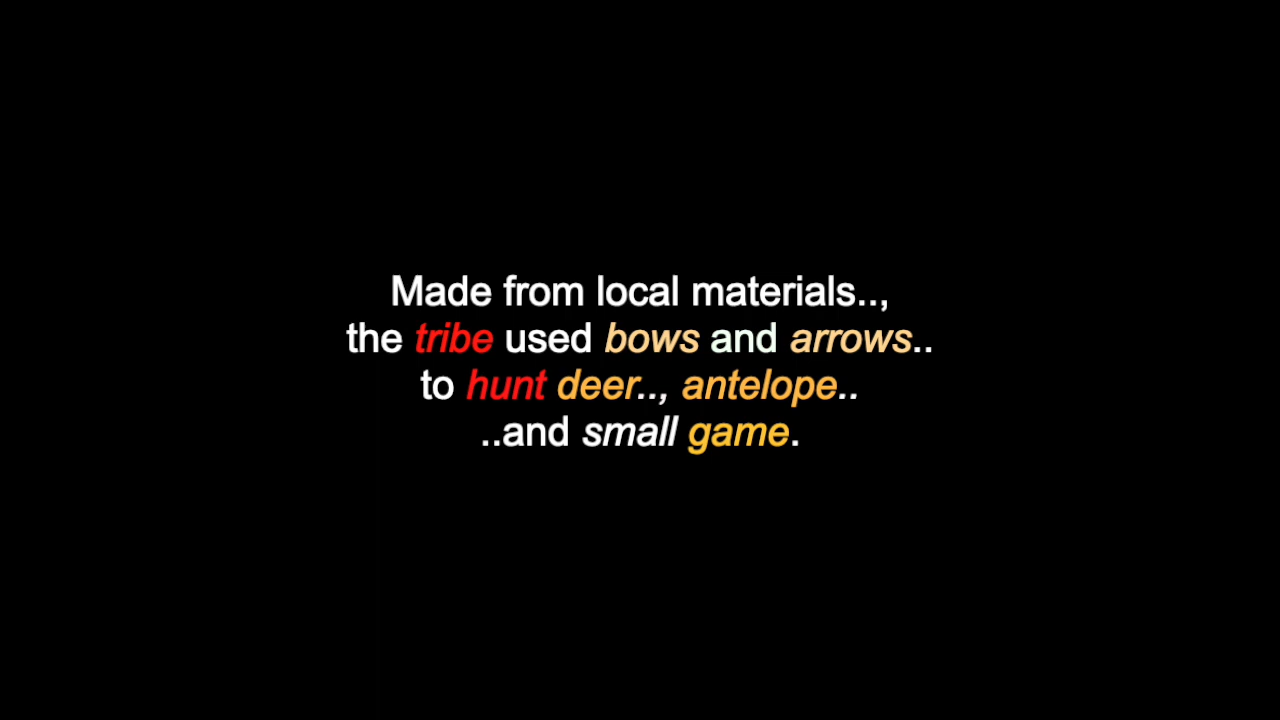 Made from local materials..,
the tribe used bows and arrows..
to hunt deer.., antelope..
..and small game.